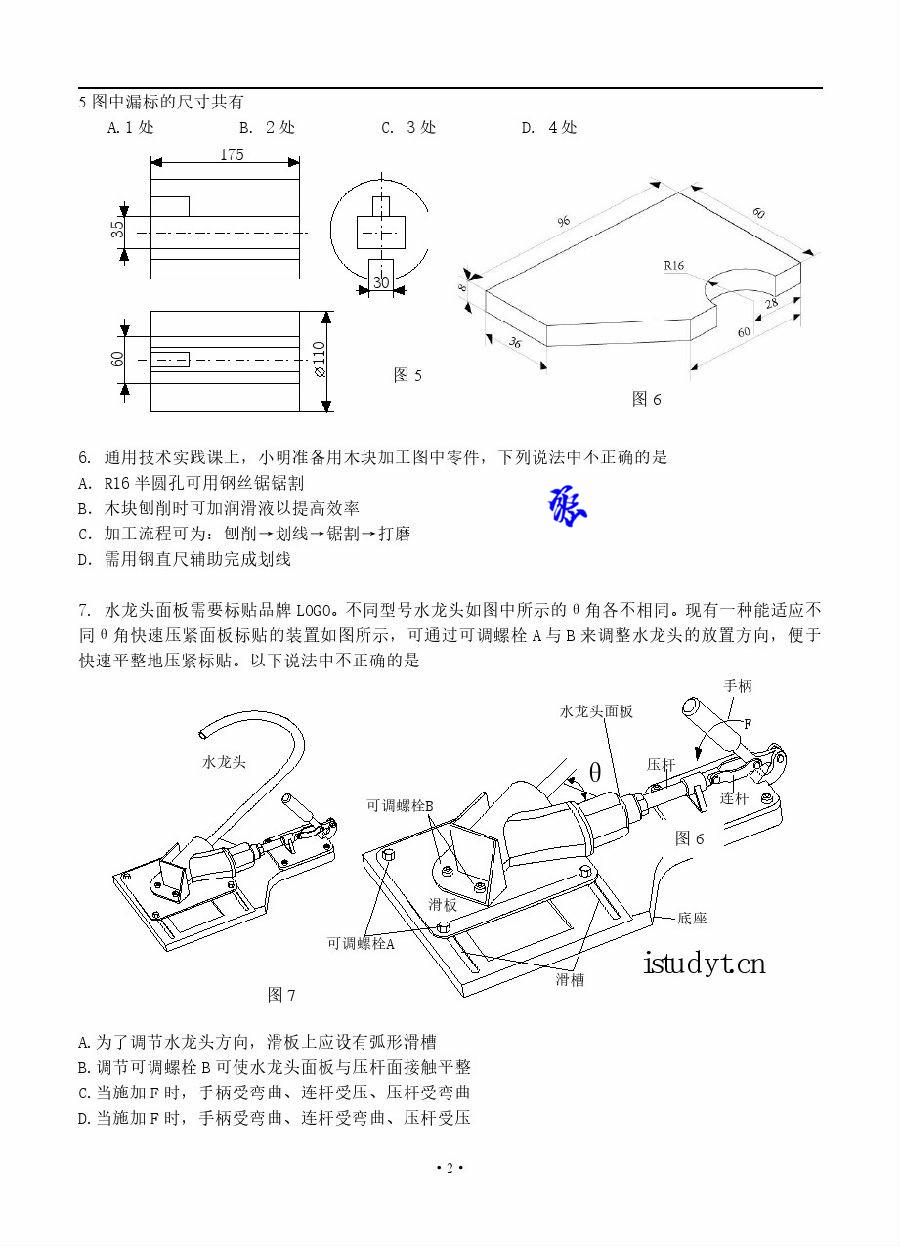 5 图中漏标的尺寸共有
A.1 处 B. 2 处 C. 3 处 D. 4 处
175
35
30
60
⌀110
图 5
96
60
R16
8
36
28
60
图 6
6. 通用技术实践课上，小明准备用木块加工图中零件，下列说法中不正确的是
A. R16 半圆孔可用钢丝锯锯割
B. 木块刨削时可加润滑液以提高效率
C. 加工流程可为：刨削→划线→锯割→打磨
D. 需用钢直尺辅助完成划线
7. 水龙头面板需要标贴品牌 LOGO。不同型号水龙头如图中所示的 θ 角各不相同。现有一种能适应不
同 θ 角快速压紧面板标贴的装置如图所示，可通过可调螺栓 A 与 B 来调整水龙头的放置方向，便于
快速平整地压紧标贴．以下说法中不正确的是
手柄
水龙头面板
F
水龙头
θ
压杆
连杆
可调螺栓B
图 6
滑板
底座
可调螺栓A
istudyt.cn
滑槽
图 7
A.为了调节水龙头方向，滑板上应设有弧形滑槽
B.调节可调螺栓 B 可使水龙头面板与压杆面接触平整
C.当施加 F 时，手柄受弯曲、连杆受压、压杆受弯曲
D.当施加 F 时，手柄受弯曲、连杆受弯曲、压杆受压
·2·